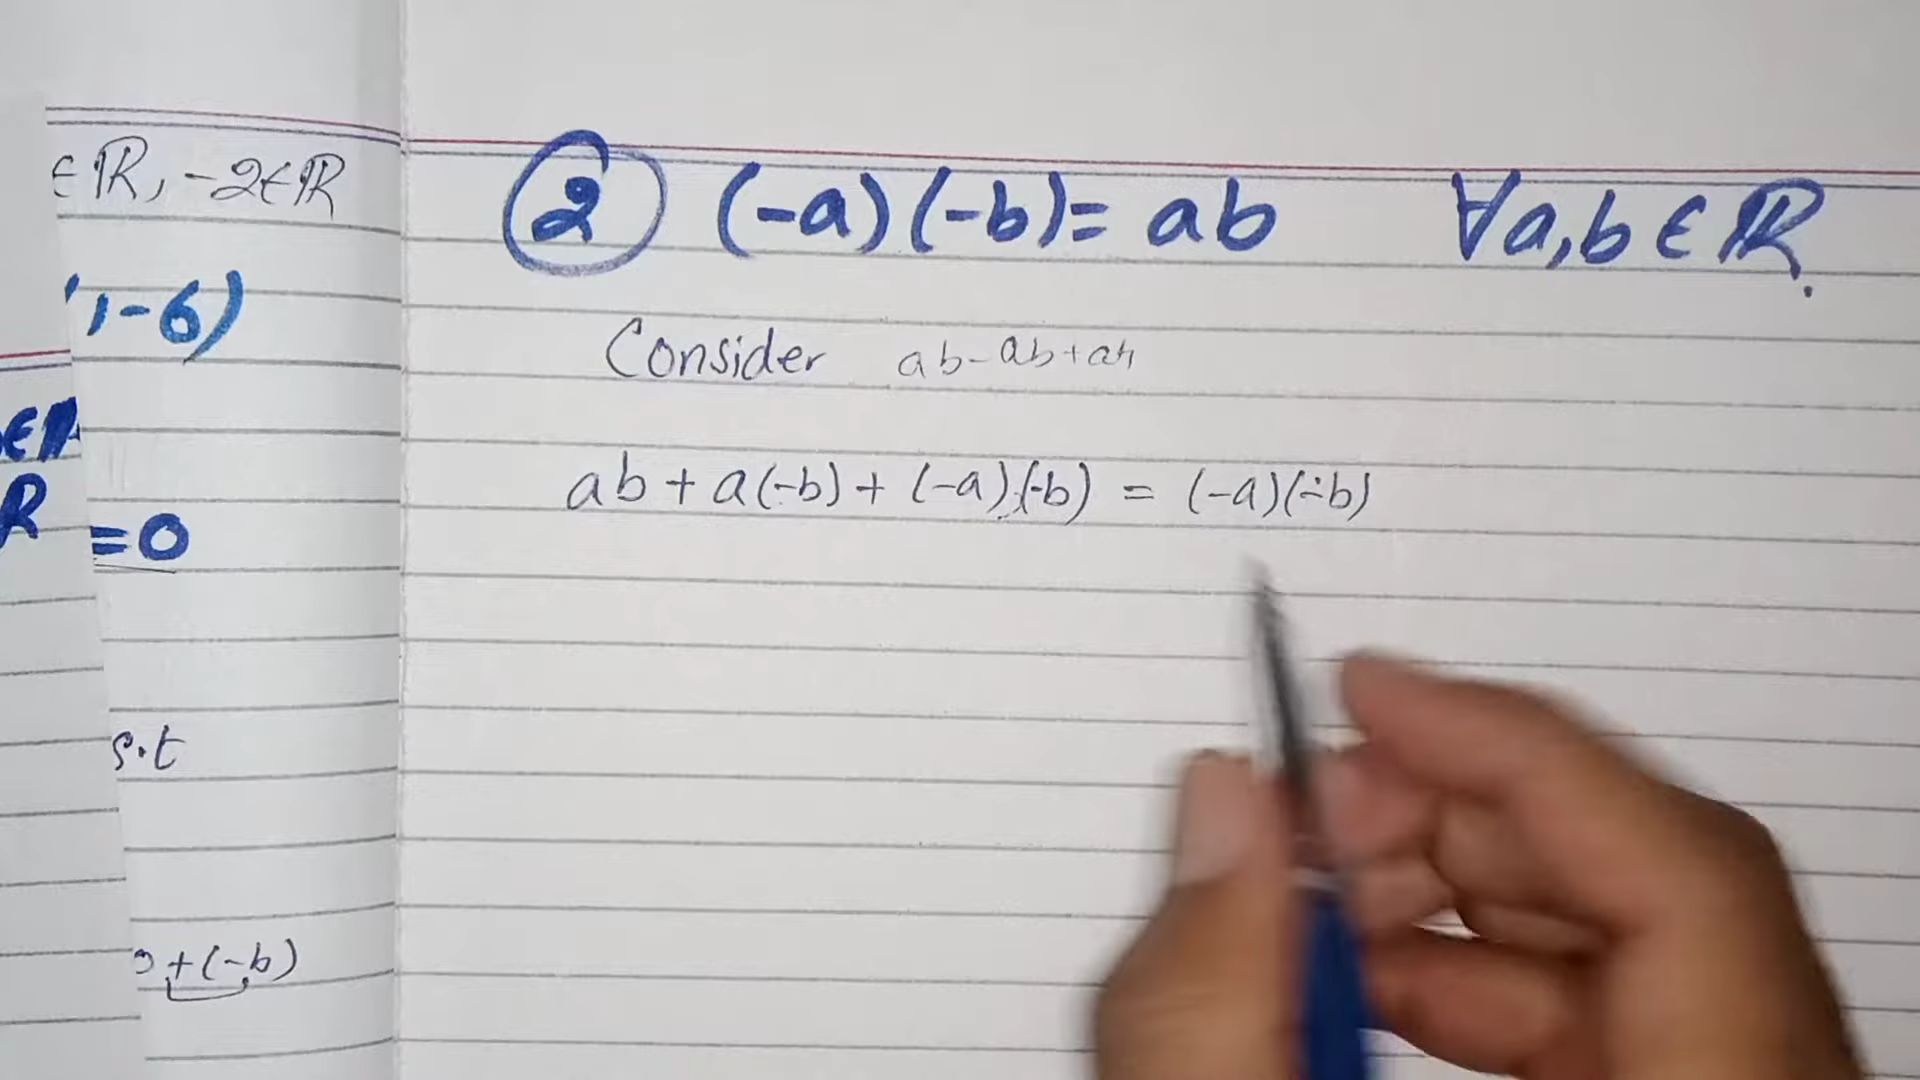 ∈ ℝ, -2∈ℝ
, -6)
=0
s.t
+(-b)
② (-a)(-b)= ab ∀a,b ∈ ℝ.
Consider ab-ab+ab
ab + a(-b) + (-a)(-b) = (-a)(-b)